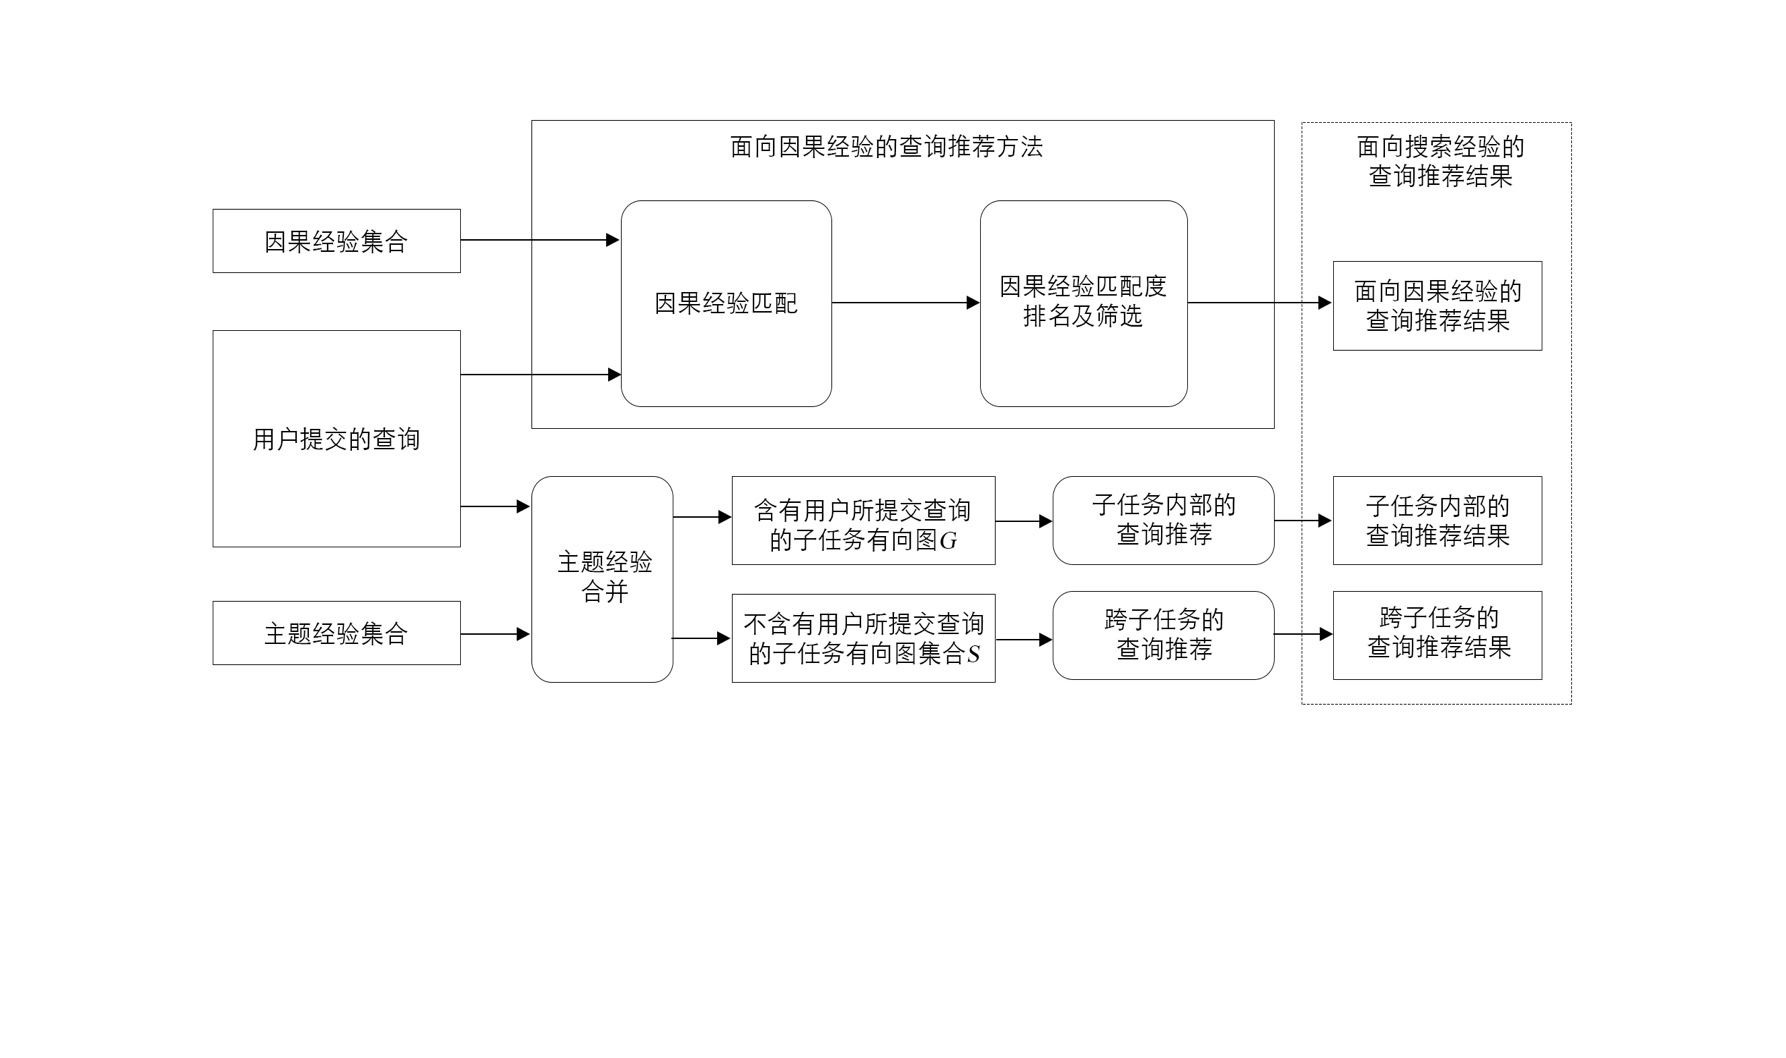 面向因果经验的查询推荐方法
面向搜索经验的
查询推荐结果
因果经验集合
因果经验匹配
因果经验匹配度
排名及筛选
面向因果经验的
查询推荐结果
用户提交的查询
主题经验
合并
含有用户所提交查询
的子任务有向图G
子任务内部的
查询推荐
子任务内部的
查询推荐结果
主题经验集合
不含有用户所提交查询
的子任务有向图集合S
跨子任务的
查询推荐
跨子任务的
查询推荐结果